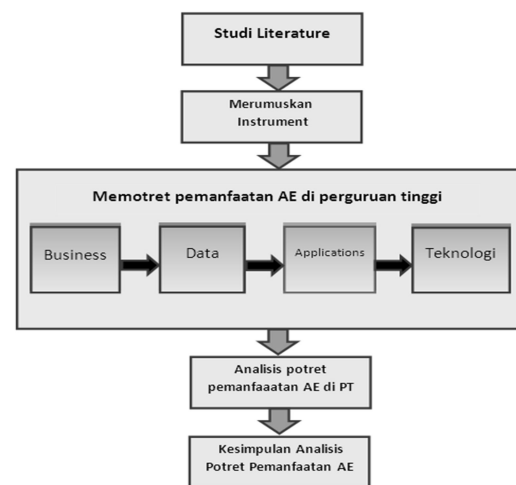 Studi Literature
Merumuskan
Instrument
Memotret pemanfaatan AE di perguruan tinggi
Business
Data
Applications
Teknologi
Analisis potret
pemanfaaatan AE di PT
Kesimpulan Analisis
Potret Pemanfaatan AE